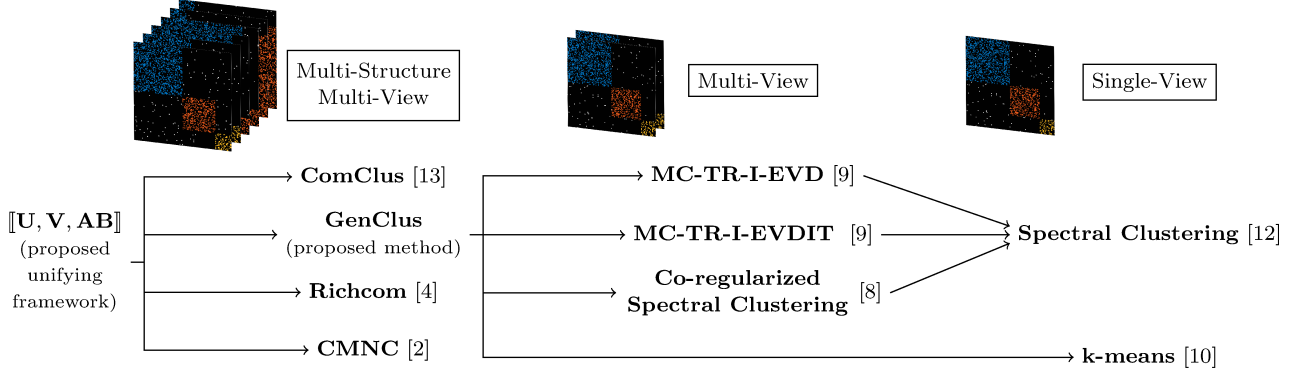 Multi-Structure
Multi-View
Multi-View
Single-View
⟦U, V, AB⟧
(proposed
unifying
framework)
ComClus [13]
GenClus
(proposed method)
Richcom [4]
CMNC [2]
MC-TR-I-EVD [9]
MC-TR-I-EVDIT [9]
Co-regularized
Spectral Clustering [8]
Spectral Clustering [12]
k-means [10]